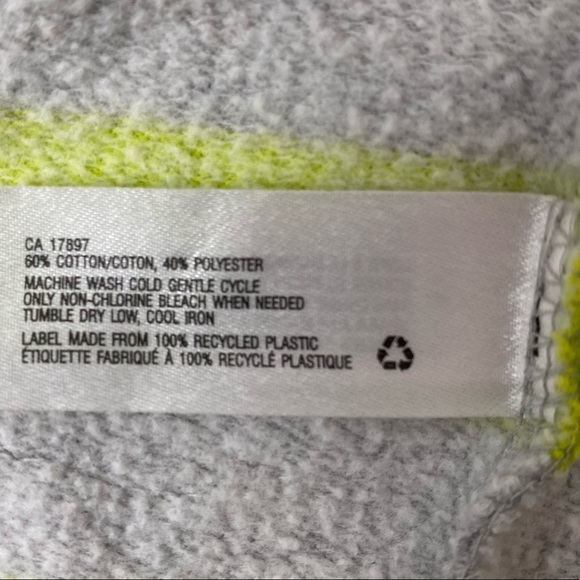 CA 17897
60% COTTON/COTON, 40% POLYESTER
MACHINE WASH COLD GENTLE CYCLE
ONLY NON-CHLORINE BLEACH WHEN NEEDED
TUMBLE DRY LOW, COOL IRON
LABEL MADE FROM 100% RECYCLED PLASTIC
ÉTIQUETTE FABRIQUÉ À 100% RECYCLÉ PLASTIQUE